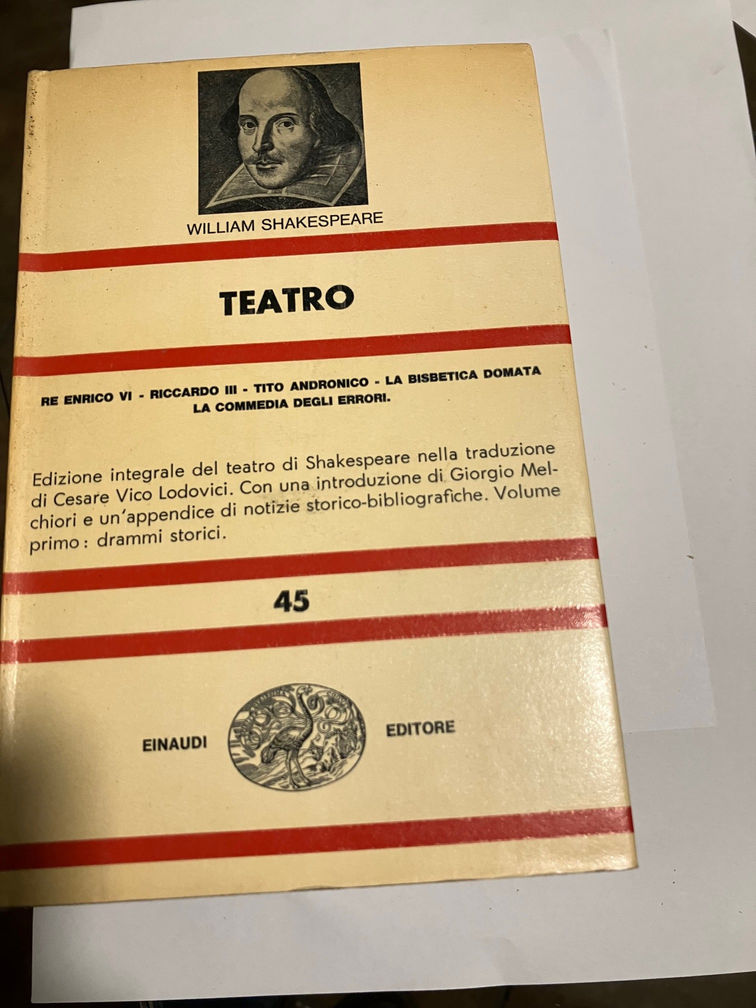 WILLIAM SHAKESPEARE
TEATRO
RE ENRICO VI - RICCARDO III - TITO ANDRONICO - LA BISBETICA DOMATA
LA COMMEDIA DEGLI ERRORI.
Edizione integrale del teatro di Shakespeare nella traduzione
di Cesare Vico Lodovici. Con una introduzione di Giorgio Mel-
chiori e un'appendice di notizie storico-bibliografiche. Volume
primo: drammi storici.
45
EINAUDI EDITORE